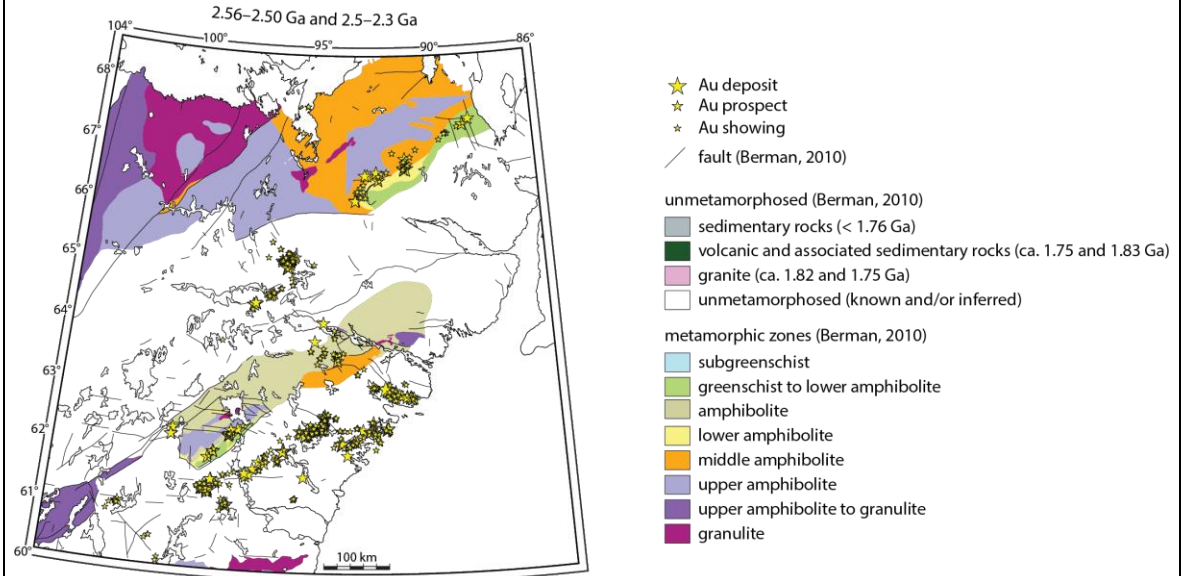 2.56–2.50 Ga and 2.5–2.3 Ga
104°
100°
95°
90°
86°
68°
67°
66°
65°
64°
63°
62°
61°
60°
100 km
Au deposit
Au prospect
Au showing
fault (Berman, 2010)
unmetamorphosed (Berman, 2010)
sedimentary rocks (< 1.76 Ga)
volcanic and associated sedimentary rocks (ca. 1.75 and 1.83 Ga)
granite (ca. 1.82 and 1.75 Ga)
unmetamorphosed (known and/or inferred)
metamorphic zones (Berman, 2010)
subgreenschist
greenschist to lower amphibolite
amphibolite
lower amphibolite
middle amphibolite
upper amphibolite
upper amphibolite to granulite
granulite